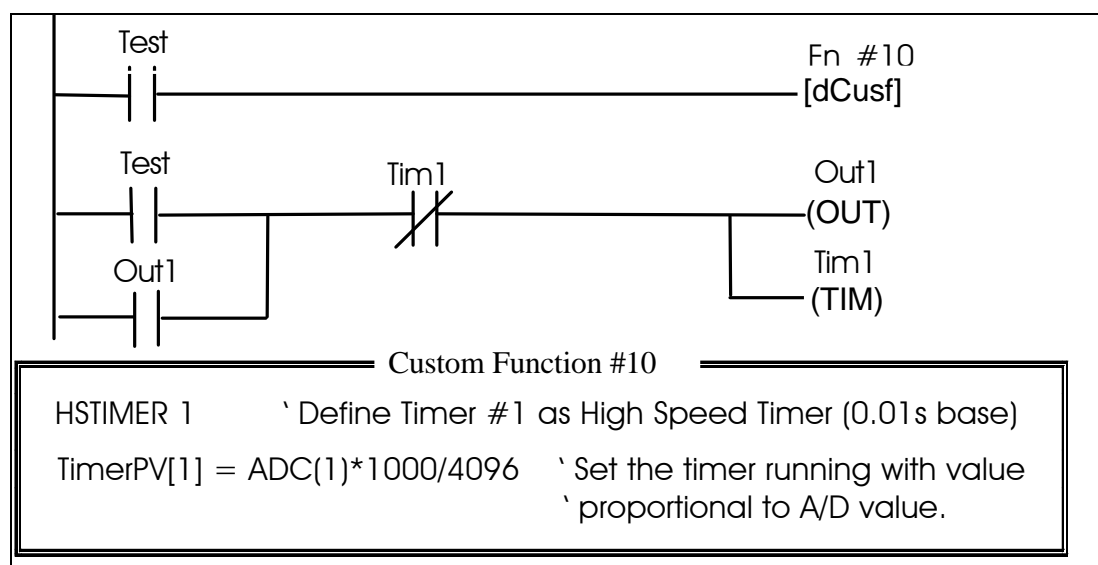 Test
Fn #10
[dCusf]
Test
Tim1
Out1
(OUT)
Out1
Tim1
(TIM)
Custom Function #10
HSTIMER 1 ‵ Define Timer #1 as High Speed Timer (0.01s base)
TimerPV[1] = ADC(1)*1000/4096 ‵ Set the timer running with value
‵ proportional to A/D value.